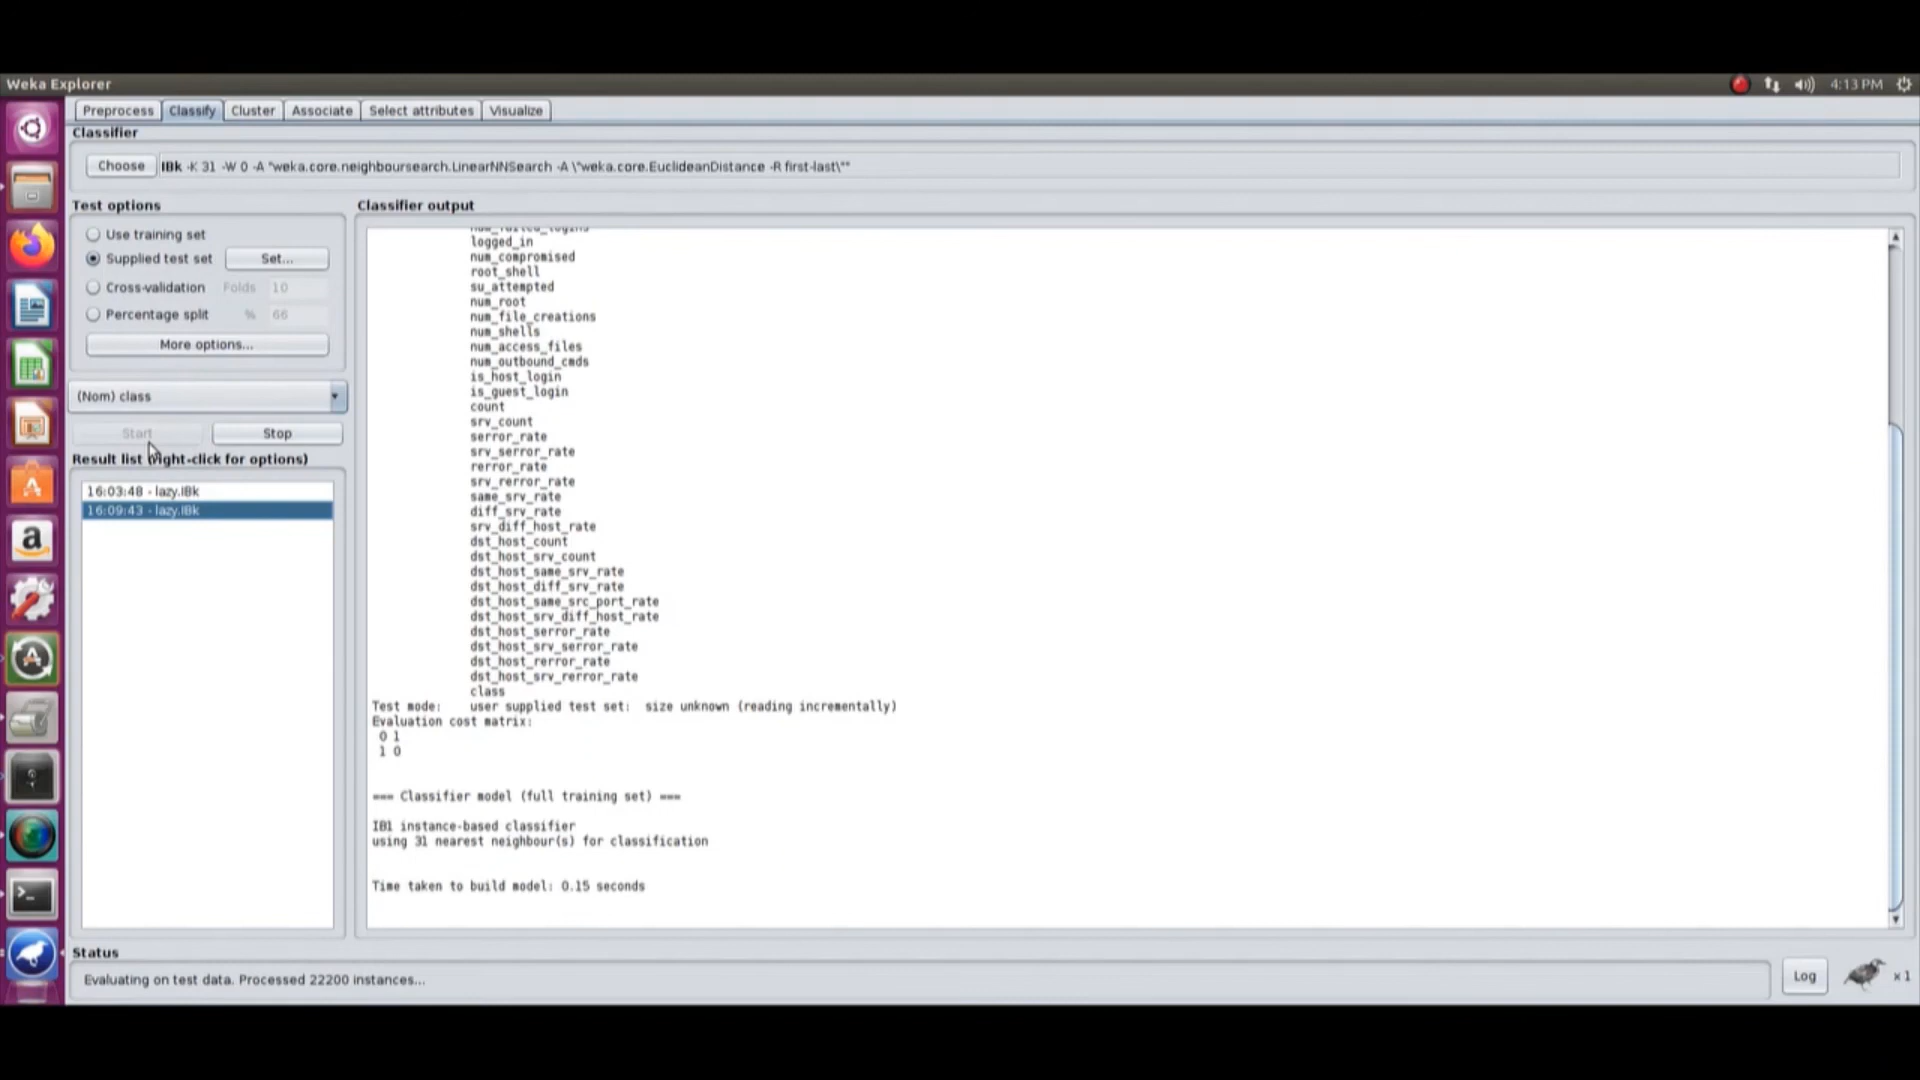 Weka Explorer
4:13 PM
Preprocess Classify Cluster Associate Select attributes Visualize
Classifier
Choose IBk -K 31 -W 0 -A "weka.core.neighboursearch.LinearNNSearch -A \"weka.core.EuclideanDistance -R first-last\""
Test options
Use training set
Supplied test set Set...
Cross-validation Folds 10
Percentage split % 66
More options...
(Nom) class
Start Stop
Result list (right-click for options)
16:03:48 - lazy.IBk
16:09:43 - lazy.IBk
Classifier output
num_failed_logins
logged_in
num_compromised
root_shell
su_attempted
num_root
num_file_creations
num_shells
num_access_files
num_outbound_cmds
is_host_login
is_guest_login
count
srv_count
serror_rate
srv_serror_rate
rerror_rate
srv_rerror_rate
same_srv_rate
diff_srv_rate
srv_diff_host_rate
dst_host_count
dst_host_srv_count
dst_host_same_srv_rate
dst_host_diff_srv_rate
dst_host_same_src_port_rate
dst_host_srv_diff_host_rate
dst_host_serror_rate
dst_host_srv_serror_rate
dst_host_rerror_rate
dst_host_srv_rerror_rate
class
Test mode: user supplied test set: size unknown (reading incrementally)
Evaluation cost matrix:
0 1
1 0
=== Classifier model (full training set) ===
IB1 instance-based classifier
using 31 nearest neighbour(s) for classification
Time taken to build model: 0.15 seconds
Status
Evaluating on test data. Processed 22200 instances...
Log
x 1